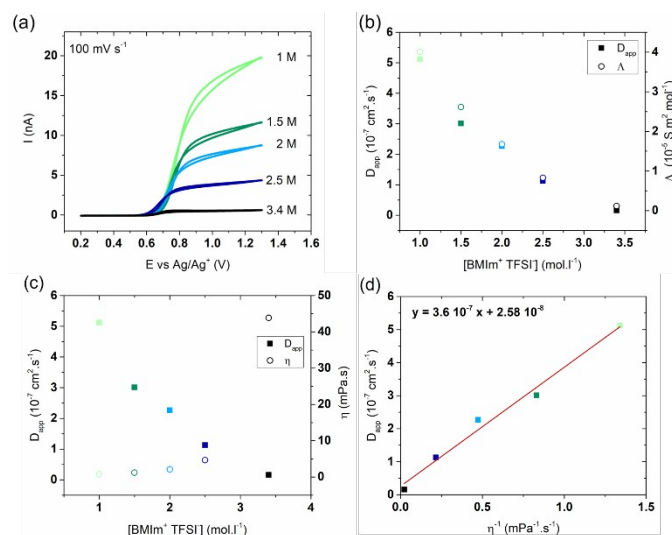 (a)
100 mV s⁻¹
1 M
1.5 M
2 M
2.5 M
3.4 M
20
15
10
5
0
I (nA)
0.2 0.4 0.6 0.8 1.0 1.2 1.4 1.6
E vs Ag/Ag⁺ (V)
(b)
D_app
Λ
6
5
4
3
2
1
0
D_app (10⁻⁷ cm².s⁻¹)
4
3
2
1
0
Λ (10⁻⁵ S m² mol⁻¹)
1.0 1.5 2.0 2.5 3.0 3.5
[BMIm⁺ TFSI⁻] (mol.l⁻¹)
(c)
D_app
η
6
5
4
3
2
1
0
D_app (10⁻⁷ cm².s⁻¹)
50
40
30
20
10
0
η (mPa.s)
1 2 3
[BMIm⁺ TFSI⁻] (mol.l⁻¹)
(d)
y = 3.6 10⁻⁷ x + 2.58 10⁻⁸
6
5
4
3
2
1
0
D_app (10⁻⁷ cm².s⁻¹)
0.0 0.5 1.0 1.5
η⁻¹ (mPa⁻¹.s⁻¹)